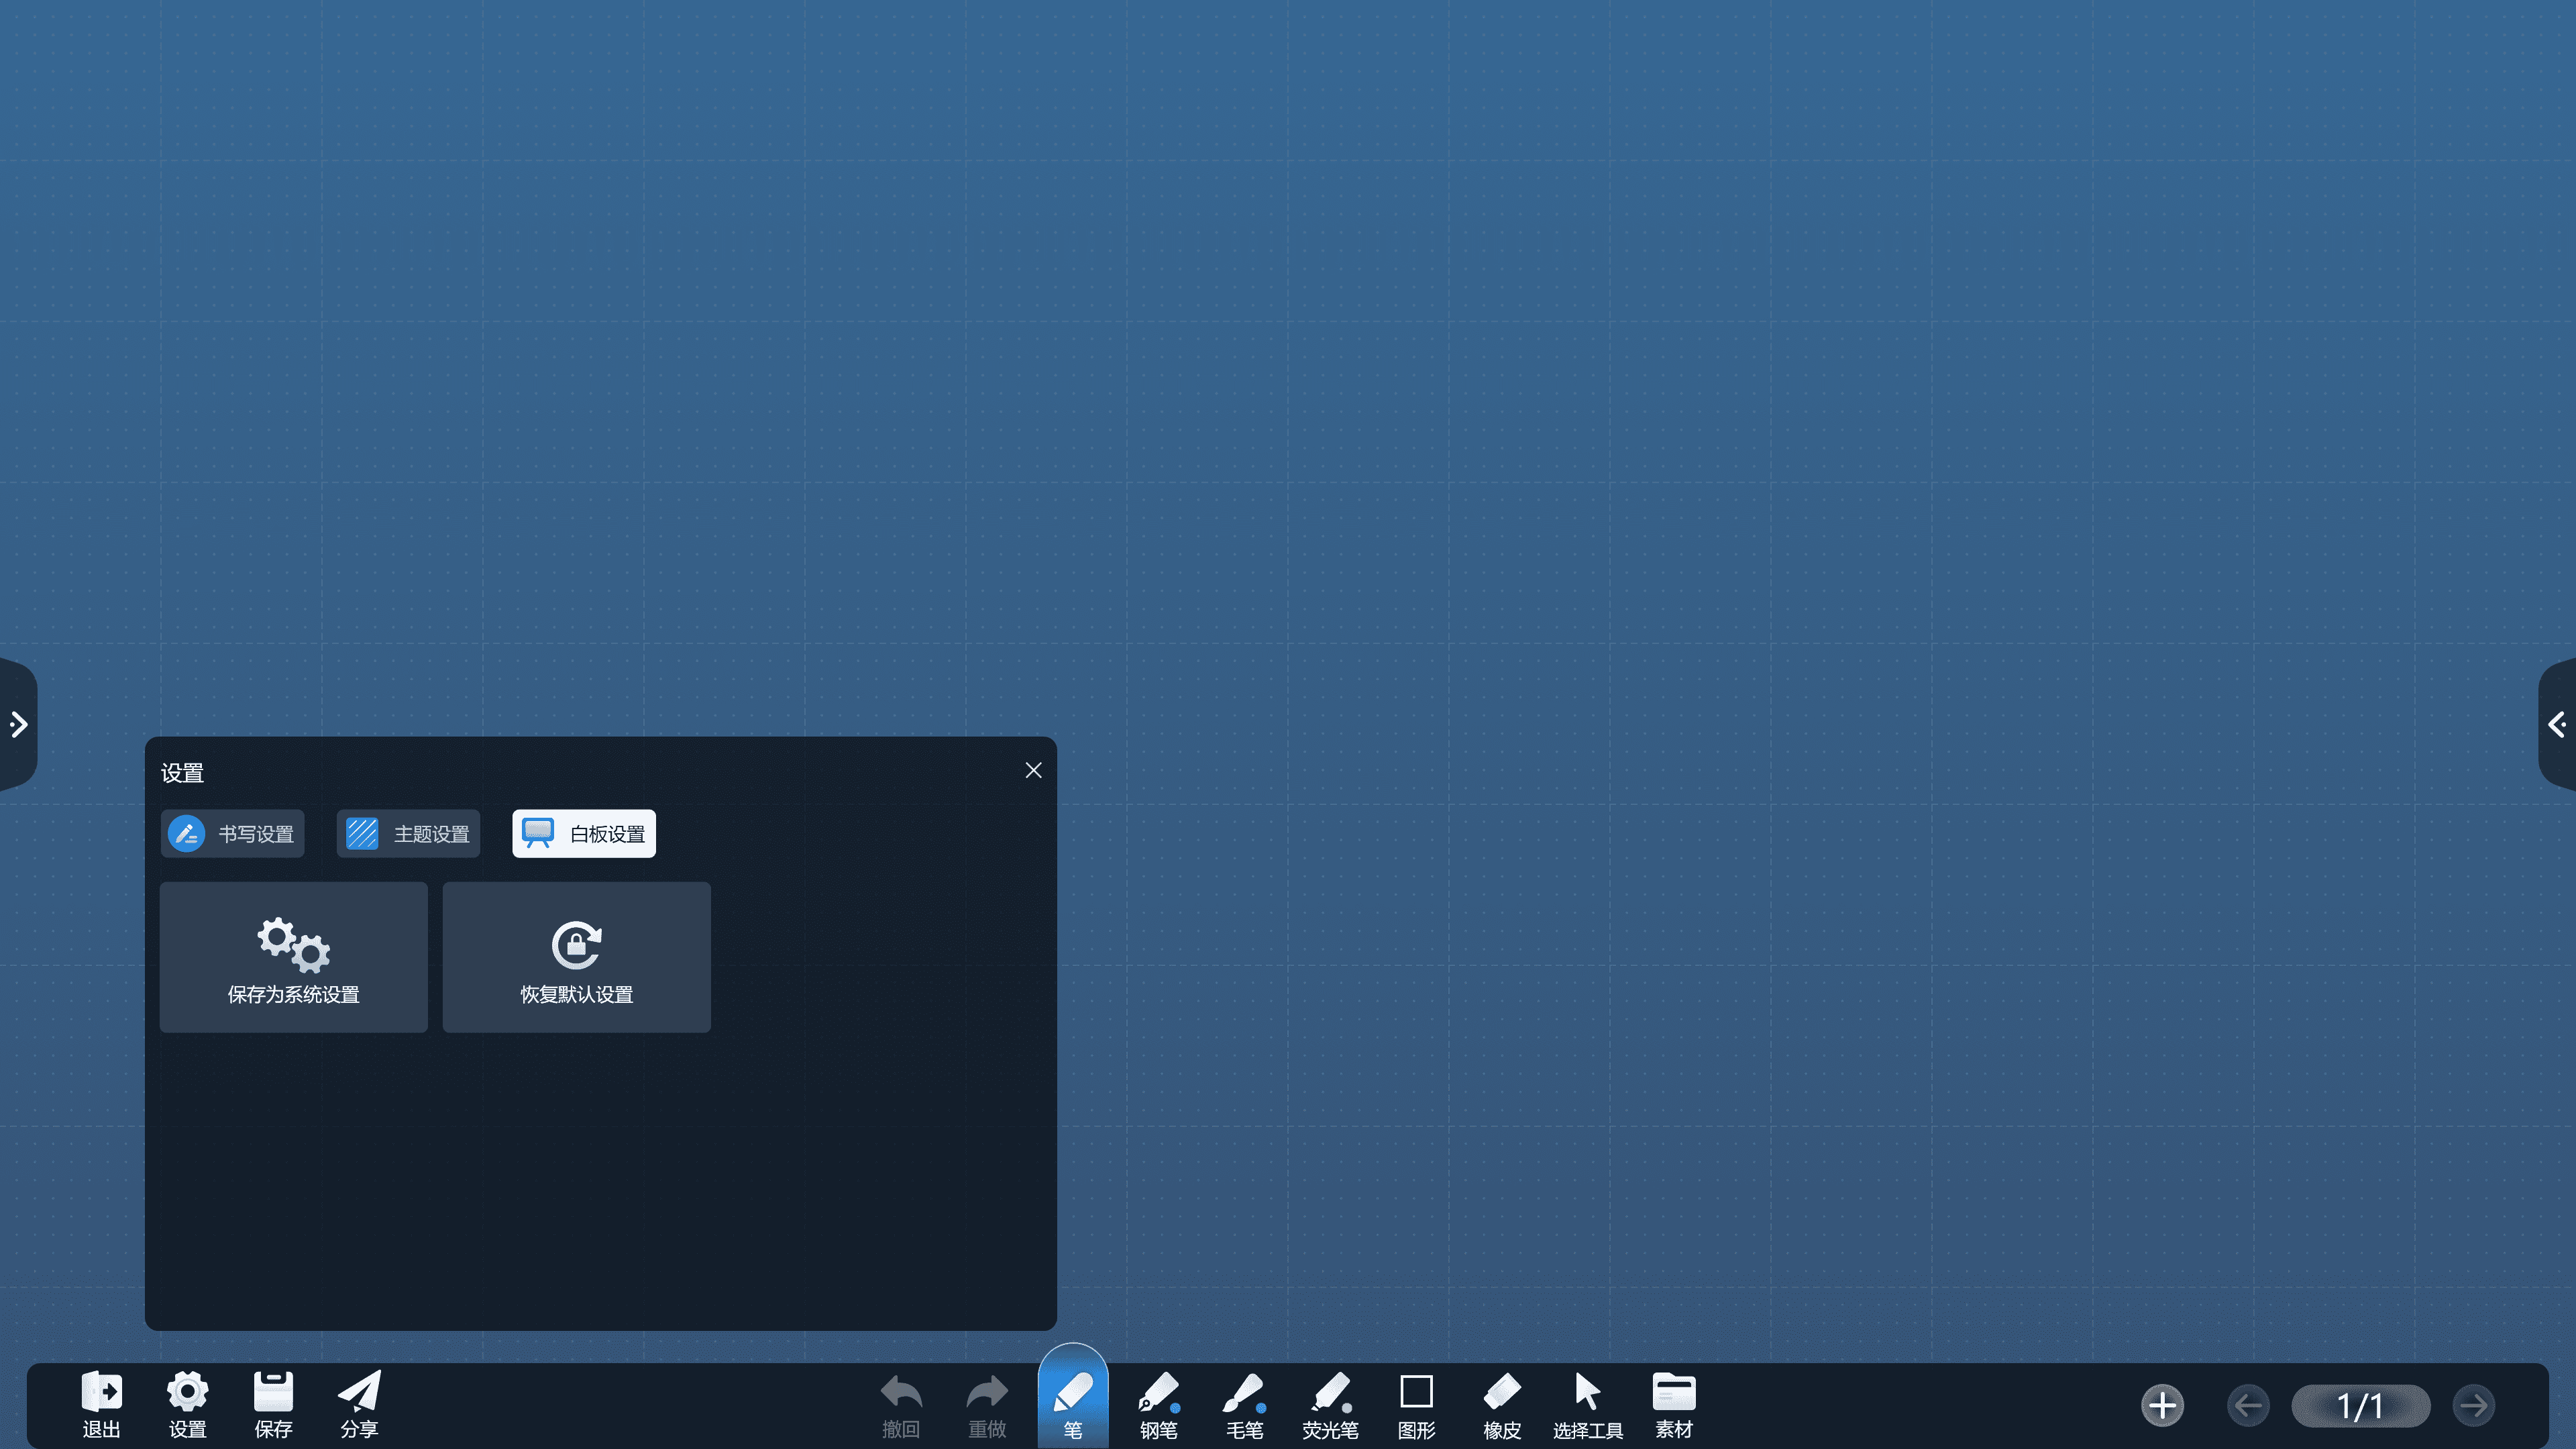 设置
书写设置 主题设置 白板设置
保存为系统设置 恢复默认设置
退出 设置 保存 分享 撤回 重做 笔 钢笔 毛笔 荧光笔 图形 橡皮 选择工具 素材 1/1